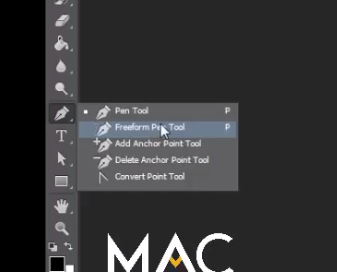 Pen Tool P
Freeform Pen Tool P
Add Anchor Point Tool
Delete Anchor Point Tool
Convert Point Tool
T
MAC